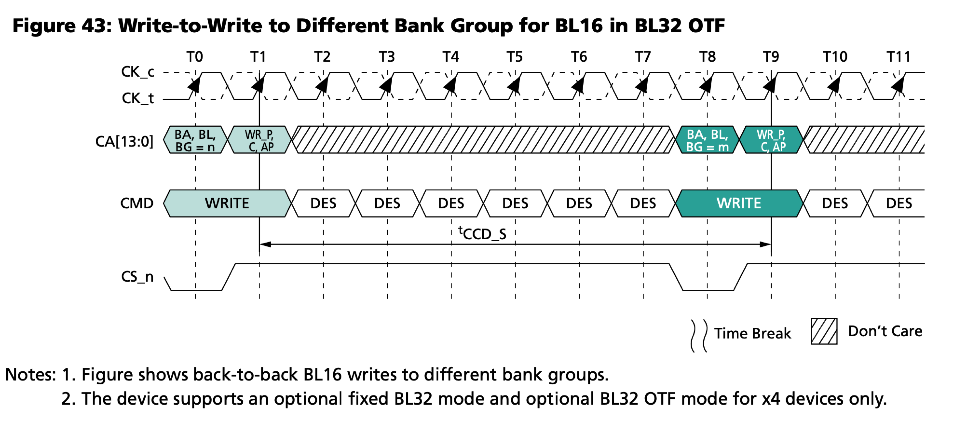 Figure 43: Write-to-Write to Different Bank Group for BL16 in BL32 OTF
T0 T1 T2 T3 T4 T5 T6 T7 T8 T9 T10 T11
CK_c
CK_t
CA[13:0]
BA, BL,
BG = n
WR_P,
C, AP
BA, BL,
BG = m
WR_P,
C, AP
CMD
WRITE DES DES DES DES DES DES WRITE DES DES
tCCD_S
CS_n
Time Break
Don't Care
Notes: 1. Figure shows back-to-back BL16 writes to different bank groups.
2. The device supports an optional fixed BL32 mode and optional BL32 OTF mode for x4 devices only.